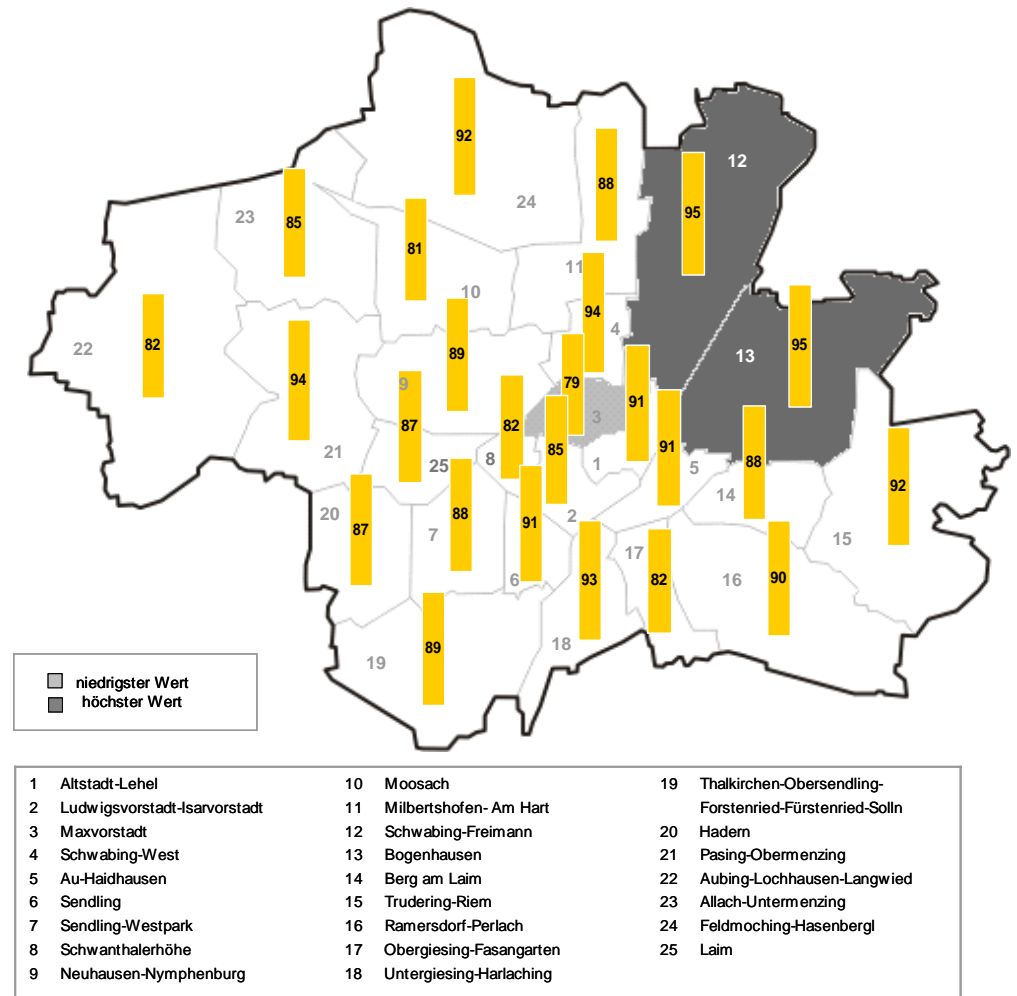 92
12
88
85
95
24
23
81
11
10
82
94
4
95
22
89
13
94
79
91
9
3
87
82
85
91
88
21
25
8
1
5
92
14
20
87
7
88
91
2
15
17
6
93
82
16
90
18
19
89
niedrigster Wert
höchster Wert
1 Altstadt-Lehel
2 Ludwigsvorstadt-Isarvorstadt
3 Maxvorstadt
4 Schwabing-West
5 Au-Haidhausen
6 Sendling
7 Sendling-Westpark
8 Schwanthalerhöhe
9 Neuhausen-Nymphenburg
10 Moosach
11 Milbertshofen- Am Hart
12 Schwabing-Freimann
13 Bogenhausen
14 Berg am Laim
15 Trudering-Riem
16 Ramersdorf-Perlach
17 Obergiesing-Fasangarten
18 Untergiesing-Harlaching
19 Thalkirchen-Obersendling-
Forstenried-Fürstenried-Solln
20 Hadern
21 Pasing-Obermenzing
22 Aubing-Lochhausen-Langwied
23 Allach-Untermenzing
24 Feldmoching-Hasenbergl
25 Laim